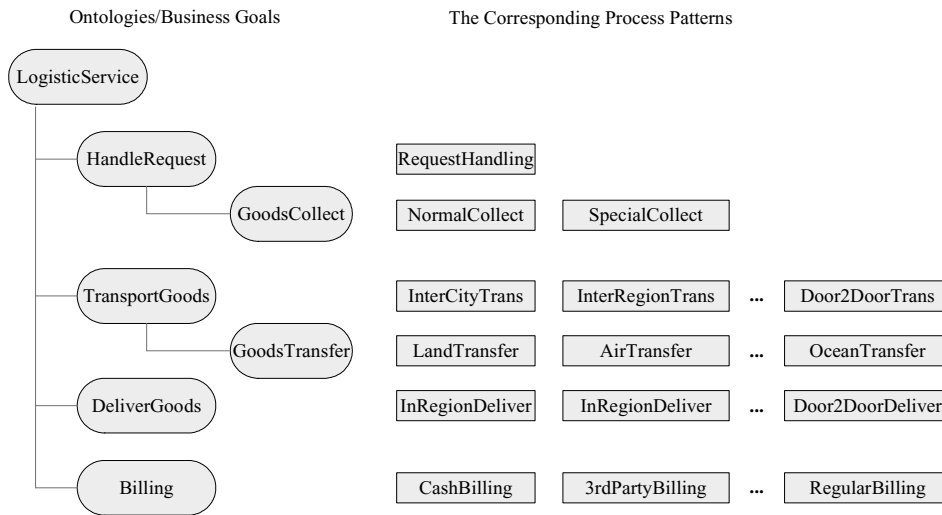 Ontologies/Business Goals
The Corresponding Process Patterns
LogisticService
HandleRequest
RequestHandling
GoodsCollect
NormalCollect
SpecialCollect
TransportGoods
InterCityTrans
InterRegionTrans
...
Door2DoorTrans
GoodsTransfer
LandTransfer
AirTransfer
...
OceanTransfer
DeliverGoods
InRegionDeliver
InRegionDeliver
...
Door2DoorDeliver
Billing
CashBilling
3rdPartyBilling
...
RegularBilling